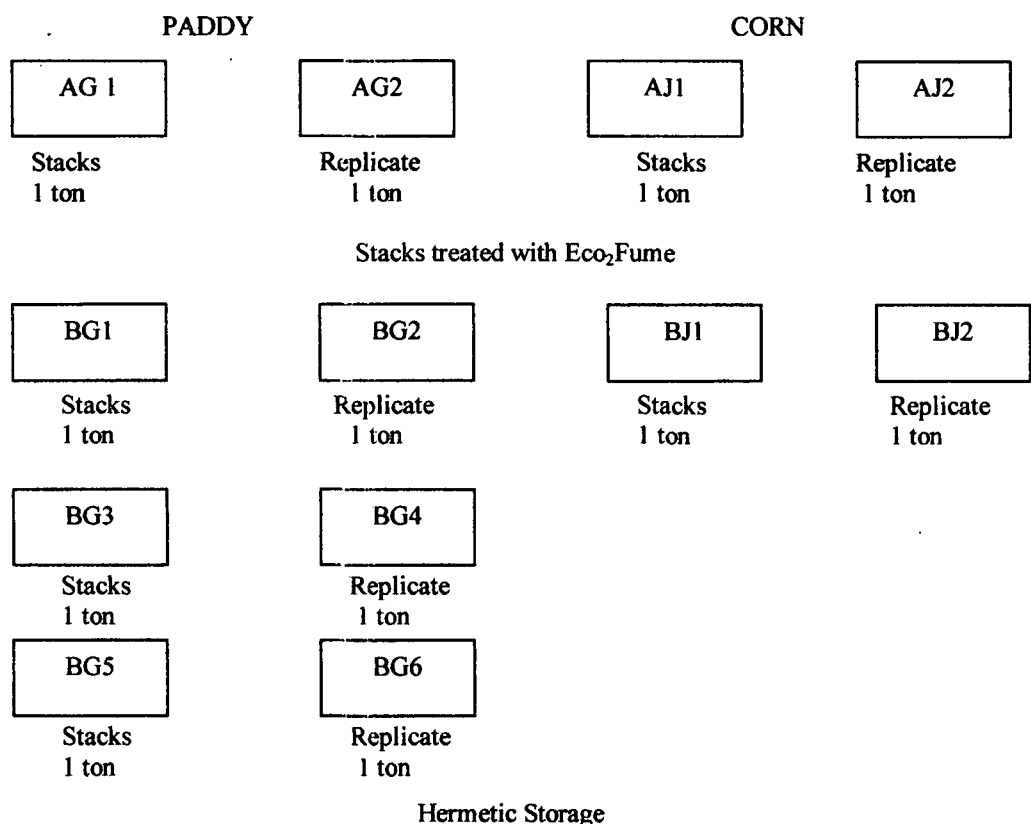 PADDY CORN
AG 1 AG2 AJ1 AJ2
Stacks Replicate Stacks Replicate
1 ton 1 ton 1 ton 1 ton
Stacks treated with Eco₂Fume
BG1 BG2 BJ1 BJ2
Stacks Replicate Stacks Replicate
1 ton 1 ton 1 ton 1 ton
BG3 BG4
Stacks Replicate
1 ton 1 ton
BG5 BG6
Stacks Replicate
1 ton 1 ton
Hermetic Storage